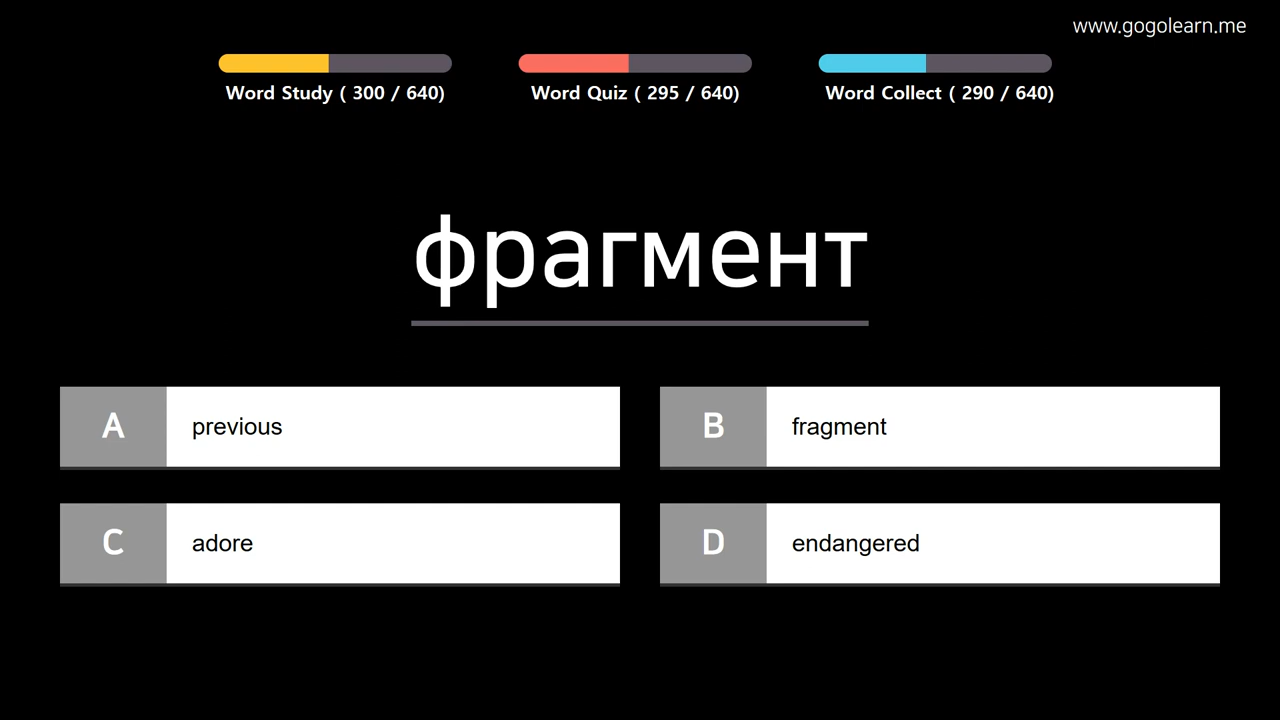 www.gogolearn.me
Word Study ( 300 / 640)
Word Quiz ( 295 / 640)
Word Collect ( 290 / 640)
фрагмент
A previous
B fragment
C adore
D endangered